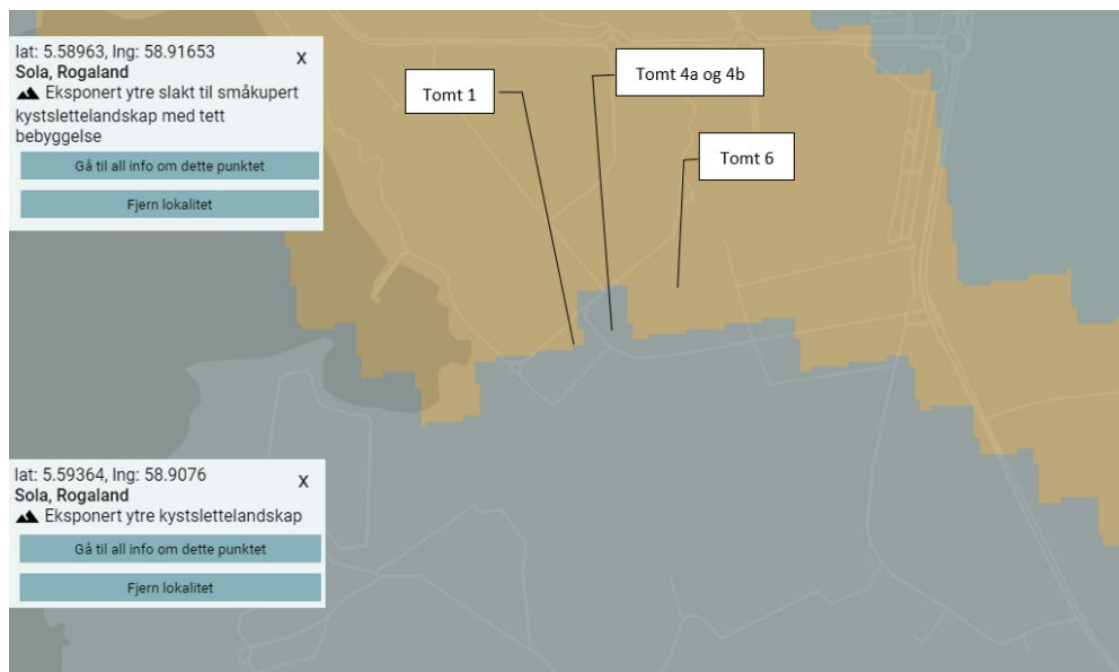 lat: 5.58963, lng: 58.91653
X
Sola, Rogaland
Eksponert ytre slakt til småkupert
kystslettelandskap med tett
bebyggelse
Gå til all info om dette punktet
Fjern lokalitet
Tomt 1
Tomt 4a og 4b
Tomt 6
lat: 5.59364, lng: 58.9076
X
Sola, Rogaland
Eksponert ytre kystslettelandskap
Gå til all info om dette punktet
Fjern lokalitet